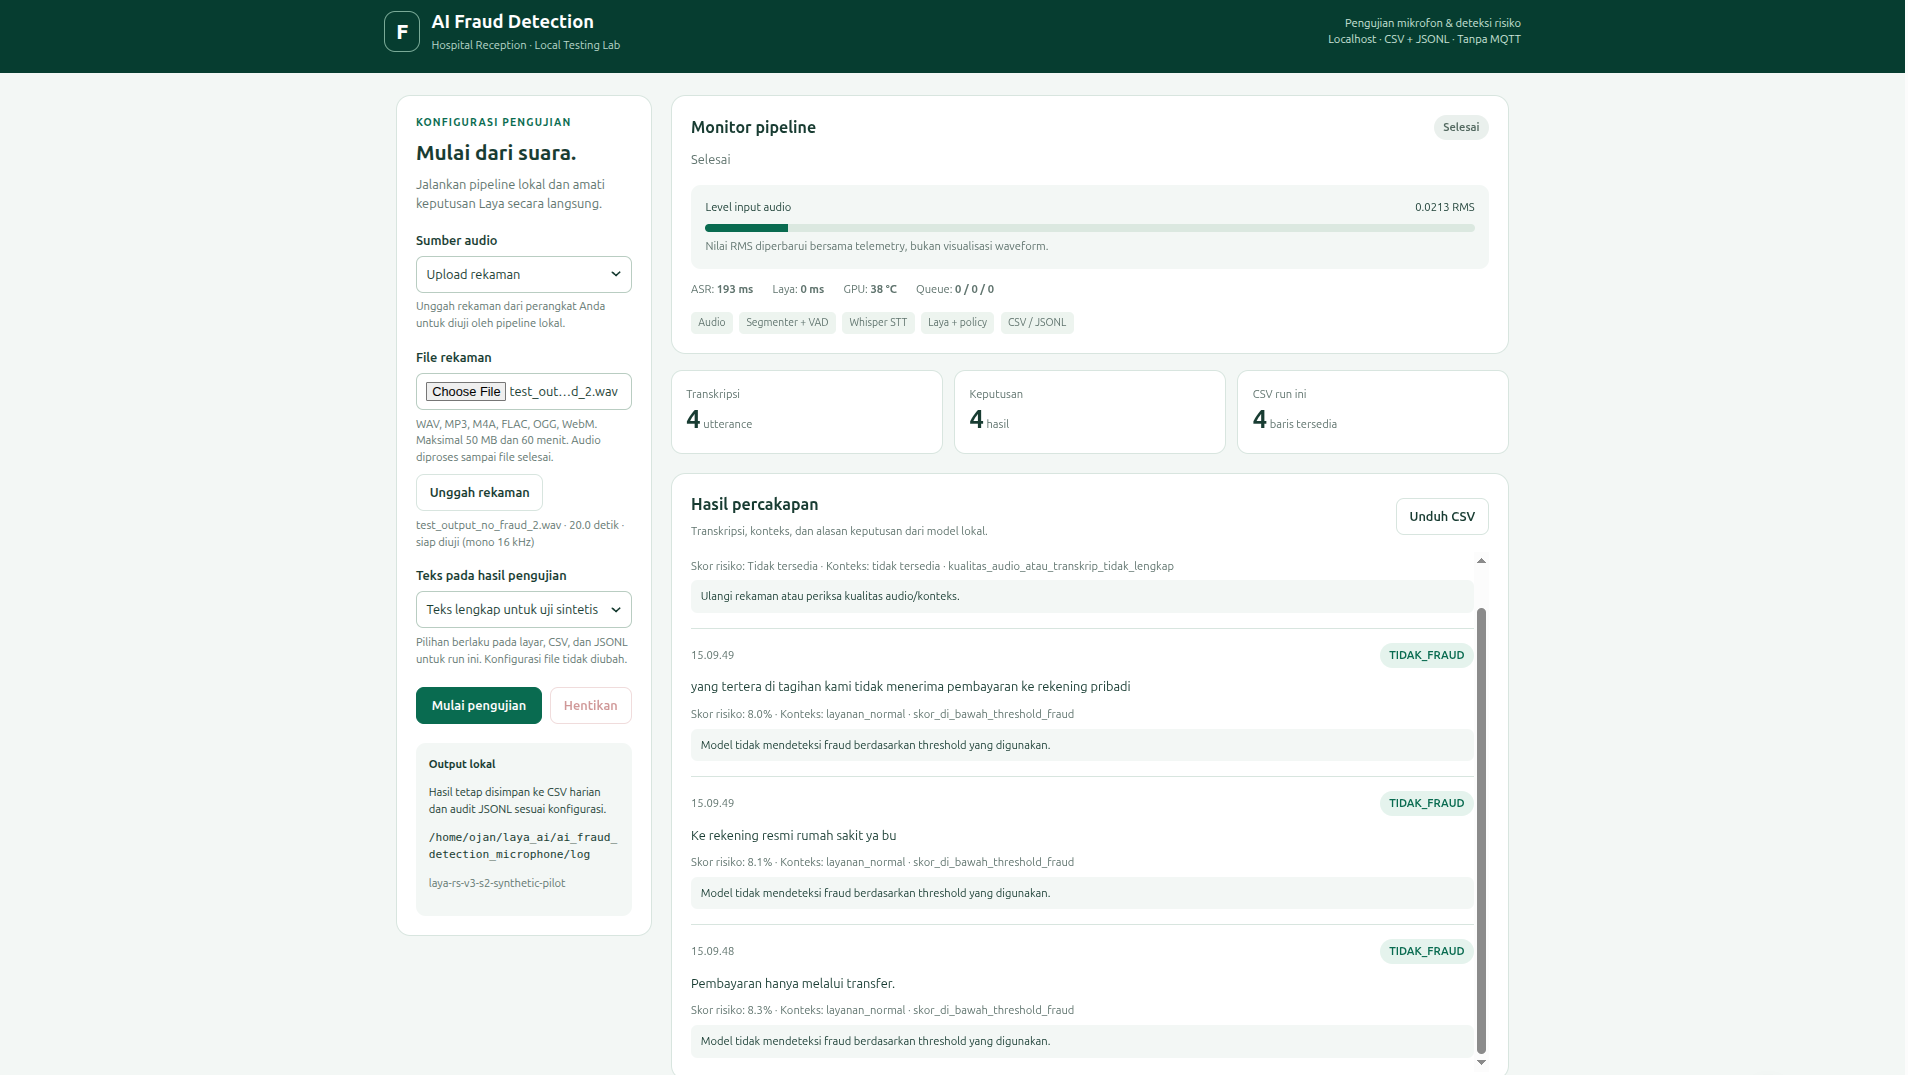 F
AI Fraud Detection
Hospital Reception · Local Testing Lab
Pengujian mikrofon & deteksi risiko
Localhost · CSV + JSONL · Tanpa MQTT
KONFIGURASI PENGUJIAN
Mulai dari suara.
Jalankan pipeline lokal dan amati
keputusan Laya secara langsung.
Sumber audio
Upload rekaman
Unggah rekaman dari perangkat Anda
untuk diuji oleh pipeline lokal.
File rekaman
Choose File test_out...d_2.wav
WAV, MP3, M4A, FLAC, OGG, WebM.
Maksimal 50 MB dan 60 menit. Audio
diproses sampai file selesai.
Unggah rekaman
test_output_no_fraud_2.wav · 20.0 detik ·
siap diuji (mono 16 kHz)
Teks pada hasil pengujian
Teks lengkap untuk uji sintetis
Pilihan berlaku pada layar, CSV, dan JSONL
untuk run ini. Konfigurasi file tidak diubah.
Mulai pengujian
Hentikan
Output lokal
Hasil tetap disimpan ke CSV harian
dan audit JSONL sesuai konfigurasi.
/home/ojan/laya_ai/ai_fraud_
detection_microphone/log
laya-rs-v3-s2-synthetic-pilot
Monitor pipeline
Selesai
Selesai
Level input audio
0.0213 RMS
Nilai RMS diperbarui bersama telemetry, bukan visualisasi waveform.
ASR: 193 ms Laya: 0 ms GPU: 38 °C Queue: 0 / 0 / 0
Audio
Segmenter + VAD
Whisper STT
Laya + policy
CSV / JSONL
Transkripsi
4 utterance
Keputusan
4 hasil
CSV run ini
4 baris tersedia
Hasil percakapan
Transkripsi, konteks, dan alasan keputusan dari model lokal.
Unduh CSV
Skor risiko: Tidak tersedia · Konteks: tidak tersedia · kualitas_audio_atau_transkrip_tidak_lengkap
Ulangi rekaman atau periksa kualitas audio/konteks.
15.09.49
TIDAK_FRAUD
yang tertera di tagihan kami tidak menerima pembayaran ke rekening pribadi
Skor risiko: 8.0% · Konteks: layanan_normal · skor_di_bawah_threshold_fraud
Model tidak mendeteksi fraud berdasarkan threshold yang digunakan.
15.09.49
TIDAK_FRAUD
Ke rekening resmi rumah sakit ya bu
Skor risiko: 8.1% · Konteks: layanan_normal · skor_di_bawah_threshold_fraud
Model tidak mendeteksi fraud berdasarkan threshold yang digunakan.
15.09.48
TIDAK_FRAUD
Pembayaran hanya melalui transfer.
Skor risiko: 8.3% · Konteks: layanan_normal · skor_di_bawah_threshold_fraud
Model tidak mendeteksi fraud berdasarkan threshold yang digunakan.